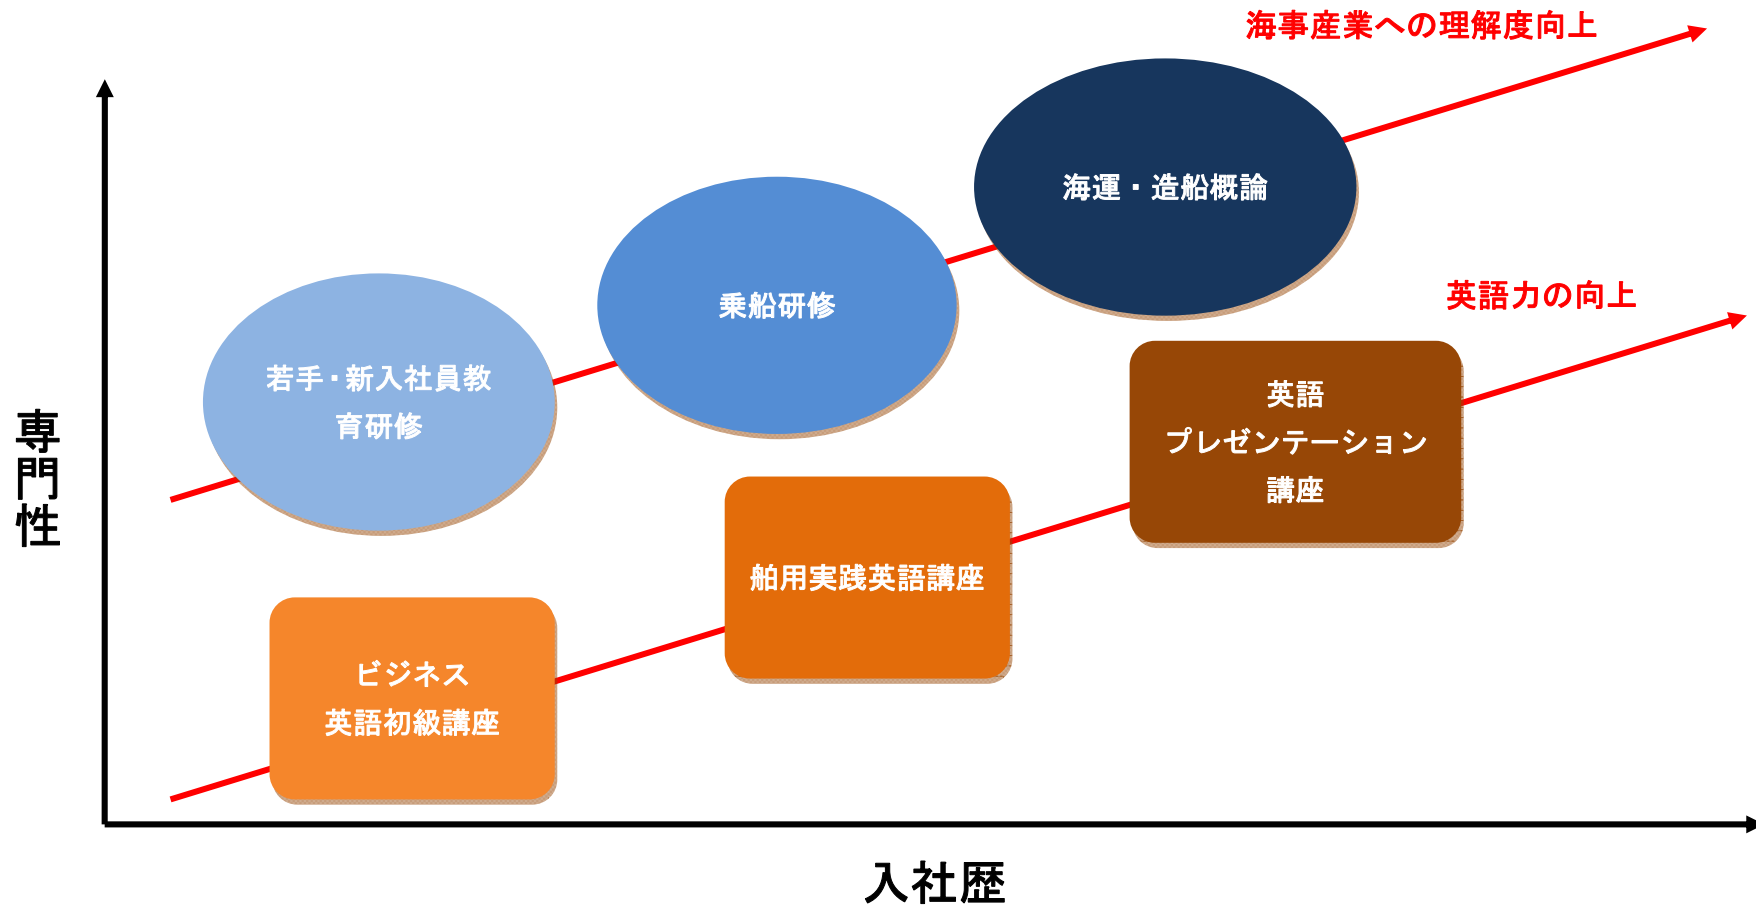 海事産業への理解度向上
海運・造船概論
乗船研修
若手・新入社員教
育研修
英語力の向上
英語
プレゼンテーション
講座
舶用実践英語講座
ビジネス
英語初級講座
専門性
入社歴